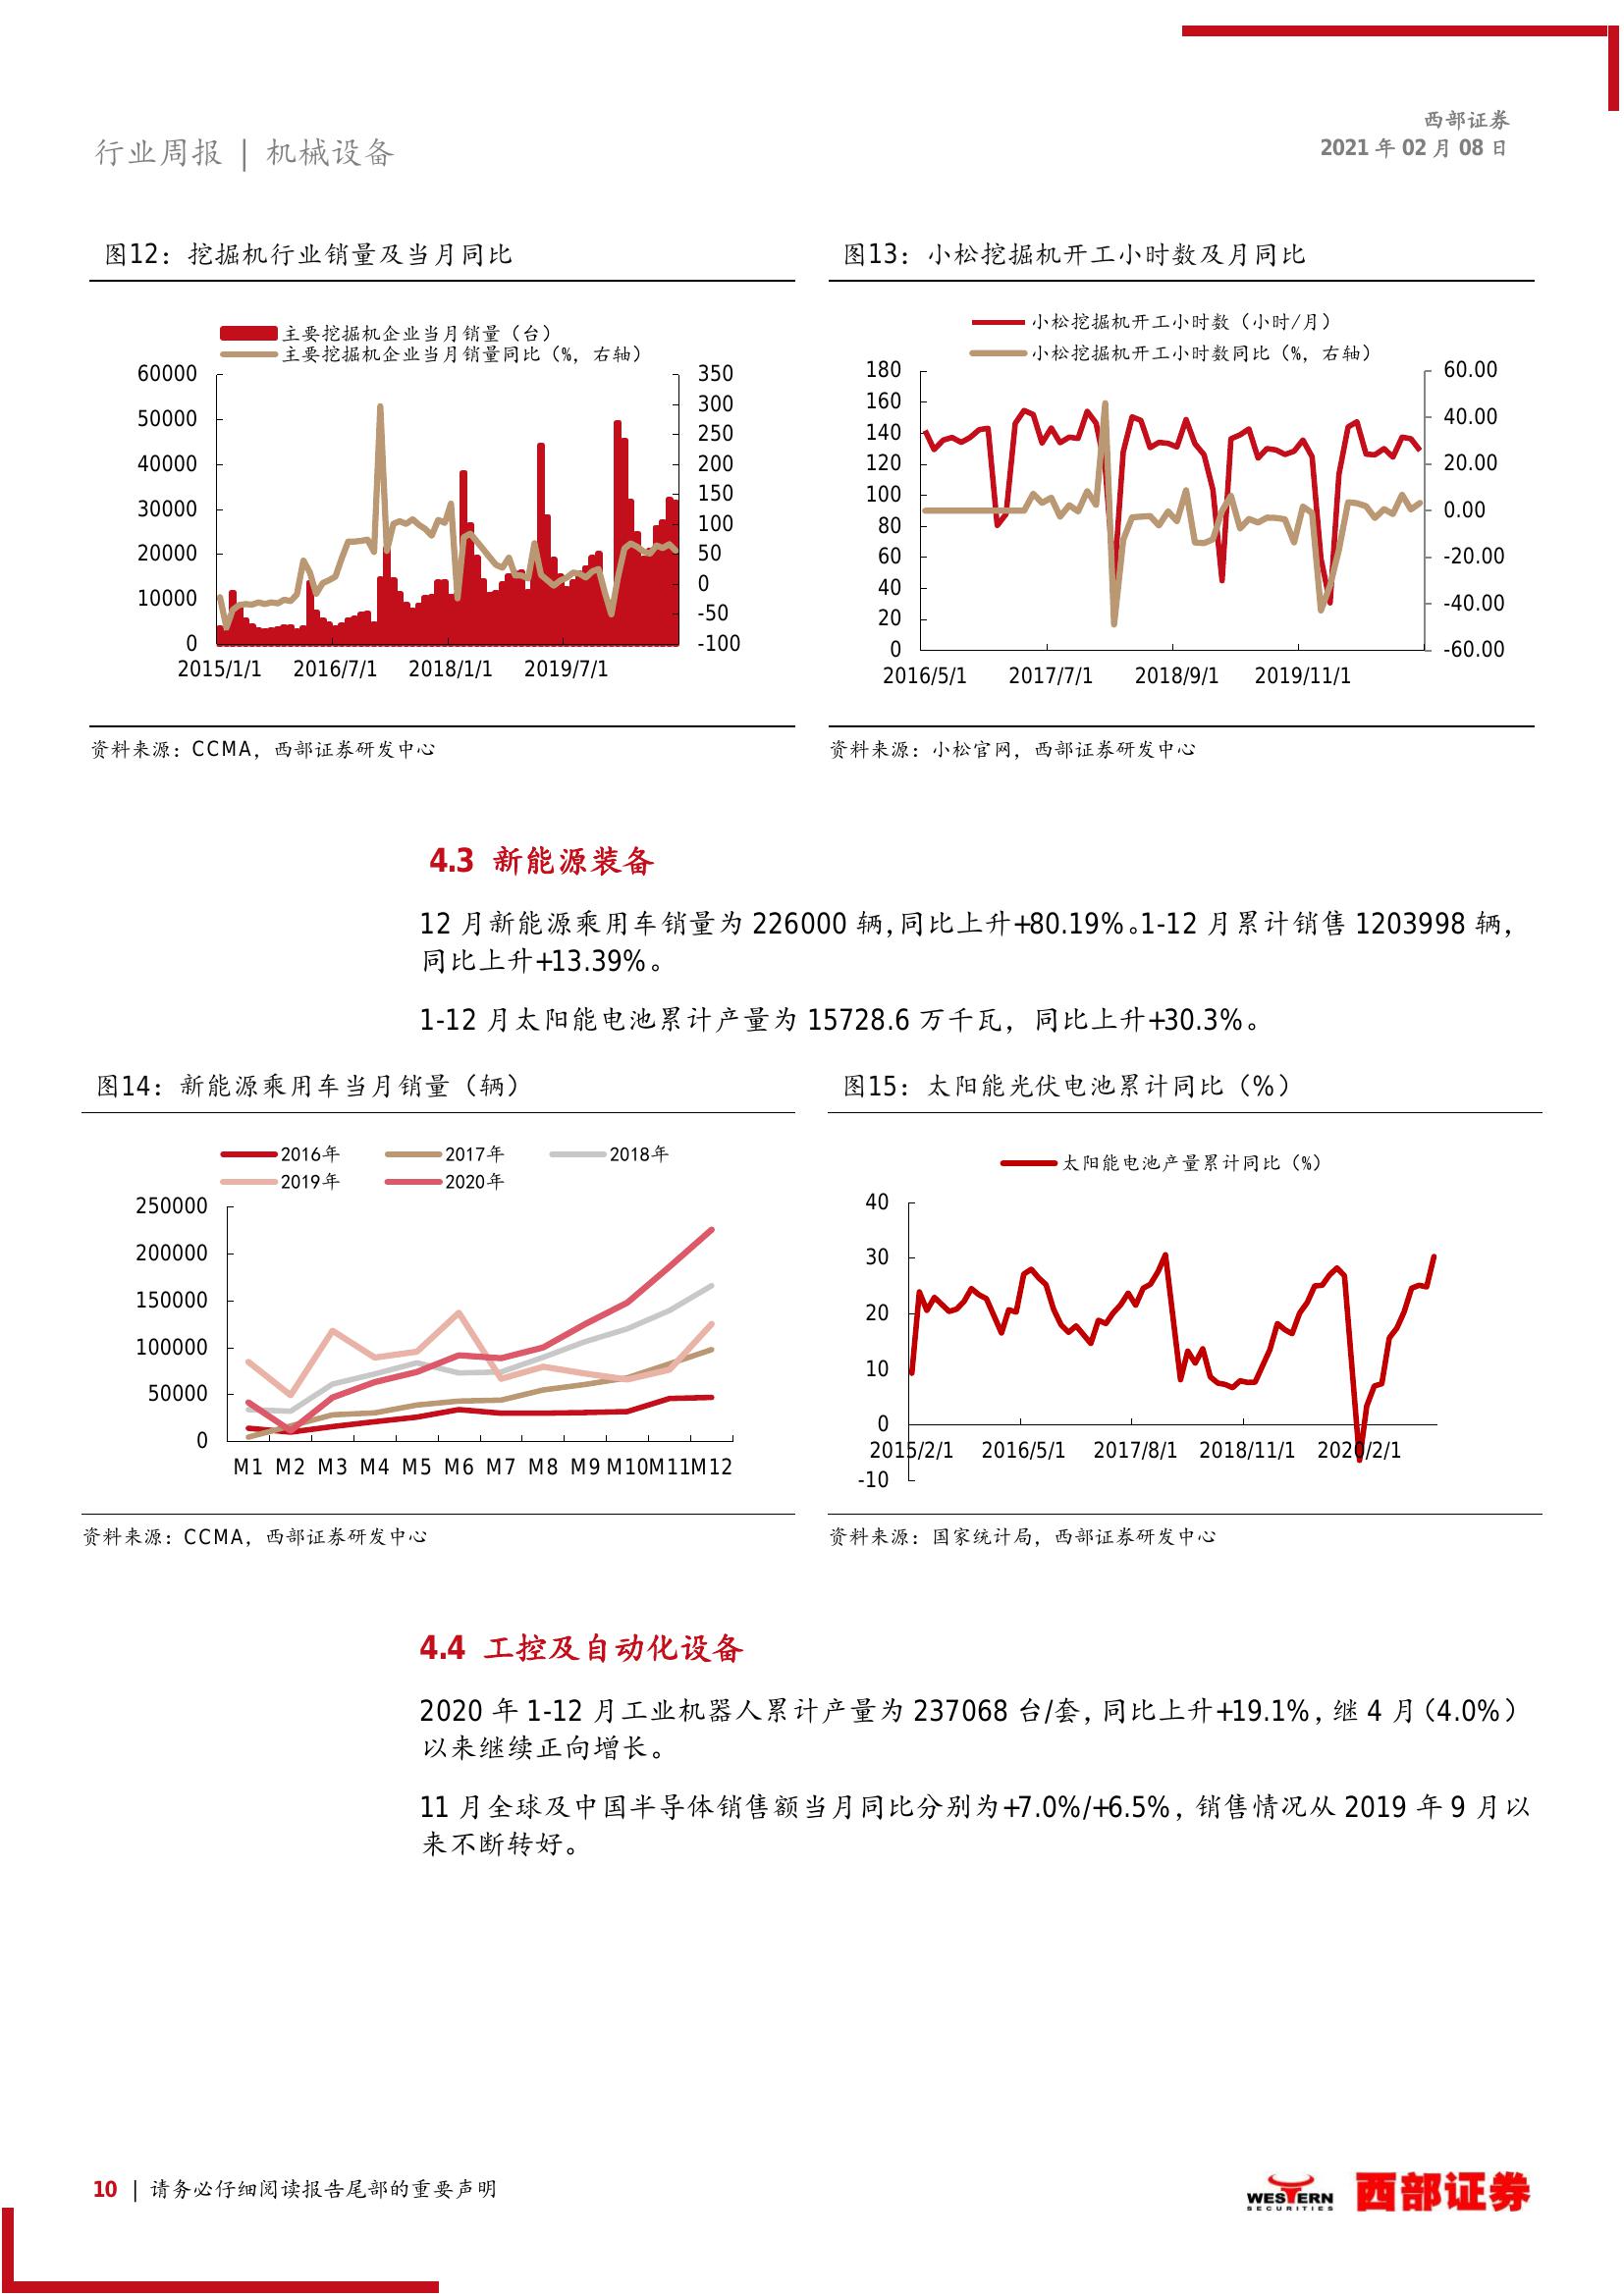 西部证券
2021 年 02 月 08 日
行业周报 | 机械设备
图12：挖掘机行业销量及当月同比
主要挖掘机企业当月销量（台）
主要挖掘机企业当月销量同比（%，右轴）
60000
50000
40000
30000
20000
10000
0
350
300
250
200
150
100
50
0
-50
-100
2015/1/1 2016/7/1 2018/1/1 2019/7/1
资料来源：CCMA，西部证券研发中心
图13：小松挖掘机开工小时数及月同比
小松挖掘机开工小时数（小时/月）
小松挖掘机开工小时数同比（%，右轴）
180
160
140
120
100
80
60
40
20
0
60.00
40.00
20.00
0.00
-20.00
-40.00
-60.00
2016/5/1 2017/7/1 2018/9/1 2019/11/1
资料来源：小松官网，西部证券研发中心
4.3 新能源装备
12 月新能源乘用车销量为 226000 辆，同比上升+80.19%。1-12 月累计销售 1203998 辆，
同比上升+13.39%。
1-12 月太阳能电池累计产量为 15728.6 万千瓦，同比上升+30.3%。
图14：新能源乘用车当月销量（辆）
2016年 2017年 2018年
2019年 2020年
250000
200000
150000
100000
50000
0
M1 M2 M3 M4 M5 M6 M7 M8 M9 M10 M11 M12
资料来源：CCMA，西部证券研发中心
图15：太阳能光伏电池累计同比（%）
太阳能电池产量累计同比（%）
40
30
20
10
0
-10
2015/2/1 2016/5/1 2017/8/1 2018/11/1 2020/2/1
资料来源：国家统计局，西部证券研发中心
4.4 工控及自动化设备
2020 年 1-12 月工业机器人累计产量为 237068 台/套，同比上升+19.1%，继 4 月（4.0%）
以来继续正向增长。
11 月全球及中国半导体销售额当月同比分别为+7.0%/+6.5%，销售情况从 2019 年 9 月以
来不断转好。
10 | 请务必仔细阅读报告尾部的重要声明
WESTERN
SECURITIES
西部证券